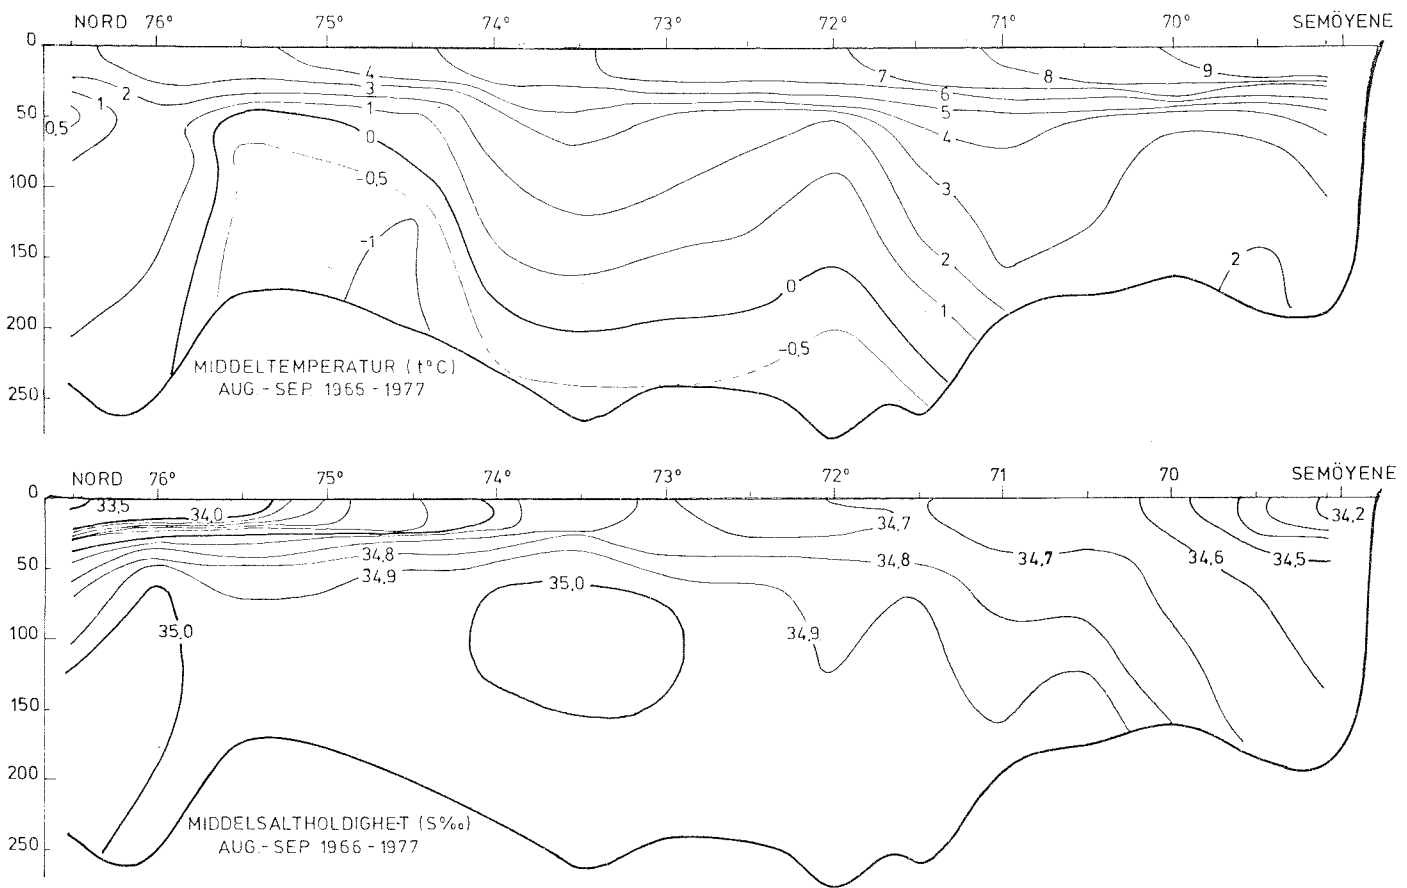 NORD 76° 75° 74° 73° 72° 71° 70° SEMÖYENE
0
4 7 8 9
3
2 6
1 1 5
50
0,5 0 4
100 -0,5 3
150 -1 2 2
0
1
200
-0,5
MIDDELTEMPERATUR (t°C)
AUG.-SEP. 1966-1977
250
NORD 76° 75° 74° 73° 72° 71 70 SEMÖYENE
0
33,5 34,0 34,7 34,2
34,8 34,8 34,7 34,6 34,5
50
34,9 35,0
100 35,0 34,9
150
200
MIDDELSALTHOLDIGHET (S‰)
AUG.-SEP. 1966-1977
250